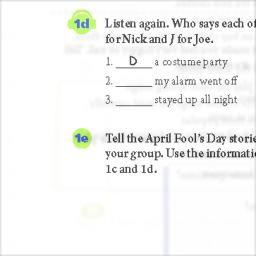 1d Listen again. Who says each of
for Nick and J for Joe.
1. D a costume party
2. ______ my alarm went off
3. ______ stayed up all night
1e Tell the April Fool's Day storie
your group. Use the informatio
1c and 1d.